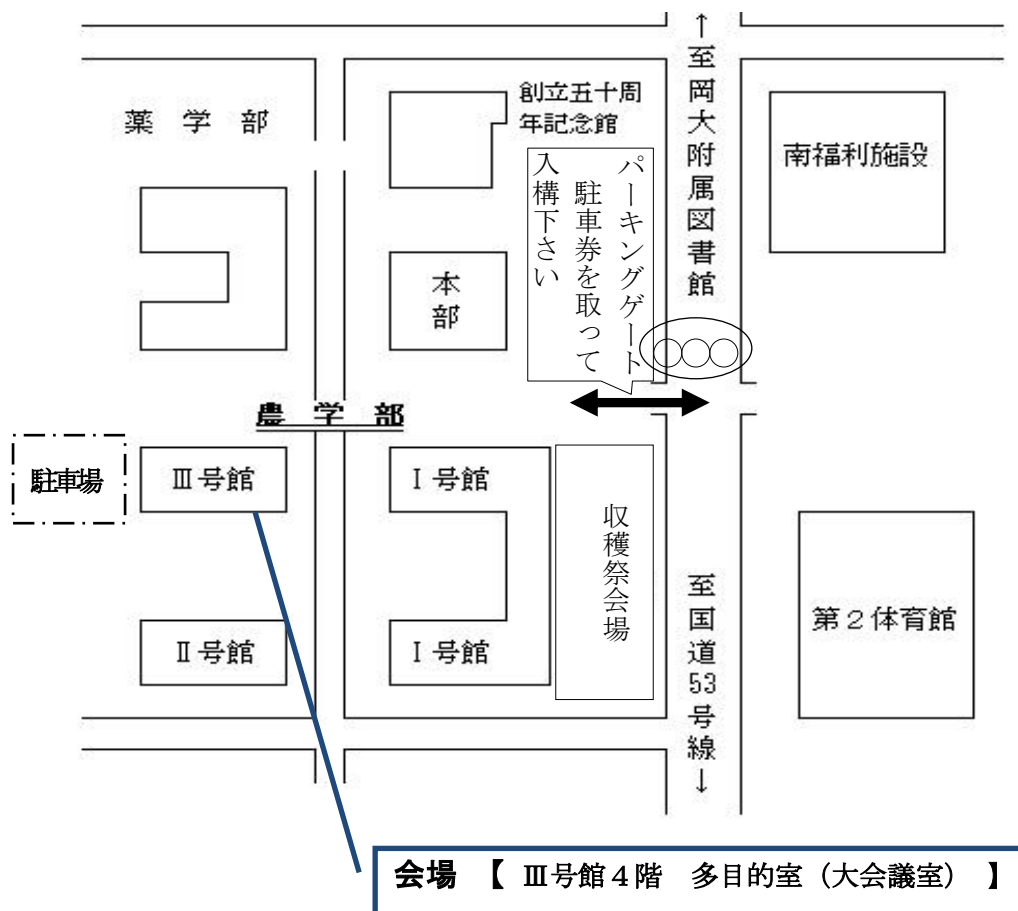 ↑至岡大附属図書館
創立五十周
年記念館
薬 学 部
南福利施設
パーキングゲート
駐車券を取って
入構下さい
本
部
農 学 部
駐車場
Ⅲ号館
Ⅰ号館
収穫祭会場
至国道53号線↓
第2体育館
Ⅱ号館
Ⅰ号館
会場 【 Ⅲ号館4階 多目的室(大会議室) 】